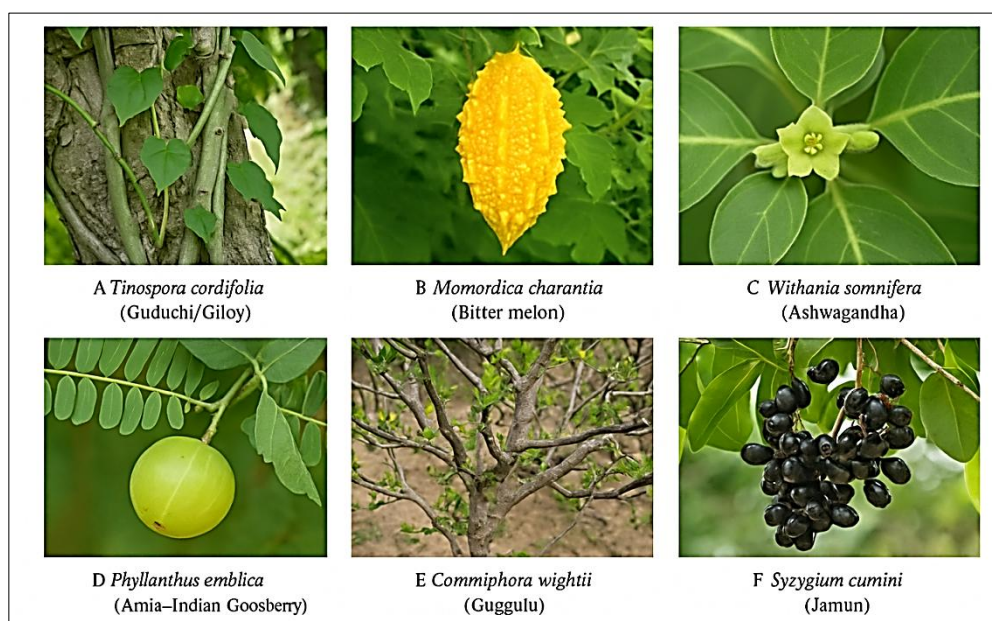 A Tinospora cordifolia
(Guduchi/Giloy)
B Momordica charantia
(Bitter melon)
C Withania somnifera
(Ashwagandha)
D Phyllanthus emblica
(Amia–Indian Goosberry)
E Commiphora wightii
(Guggulu)
F Syzygium cumini
(Jamun)